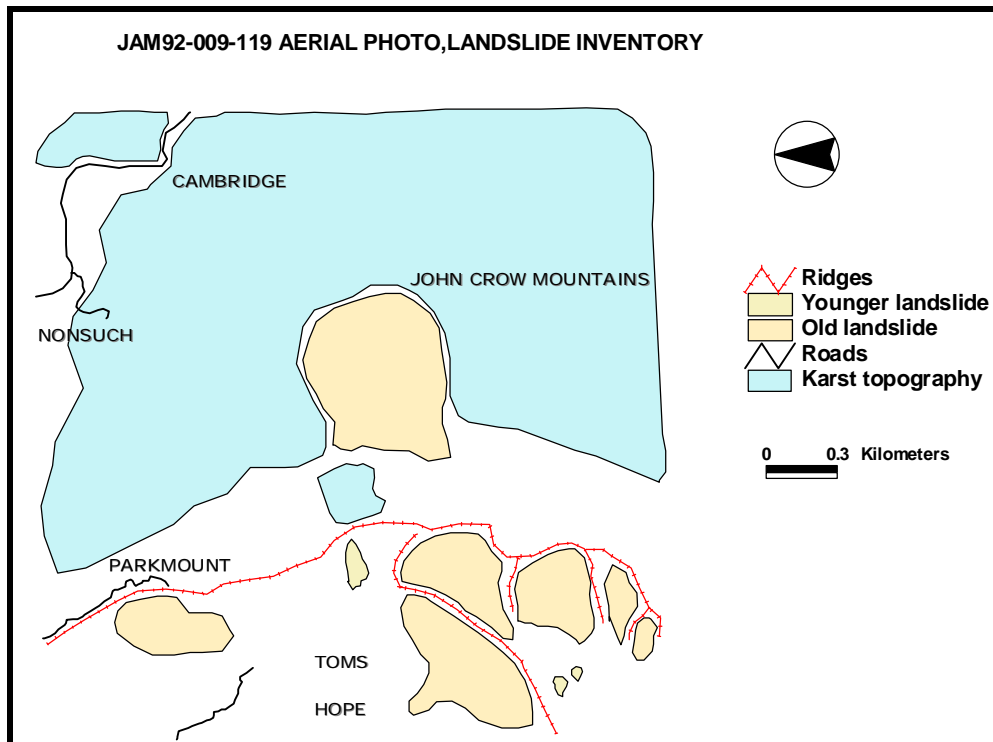 JAM92-009-119 AERIAL PHOTO,LANDSLIDE INVENTORY
CAMBRIDGE
JOHN CROW MOUNTAINS
NONSUCH
PARKMOUNT
TOMS
HOPE
Ridges
Younger landslide
Old landslide
Roads
Karst topography
0 0.3 Kilometers